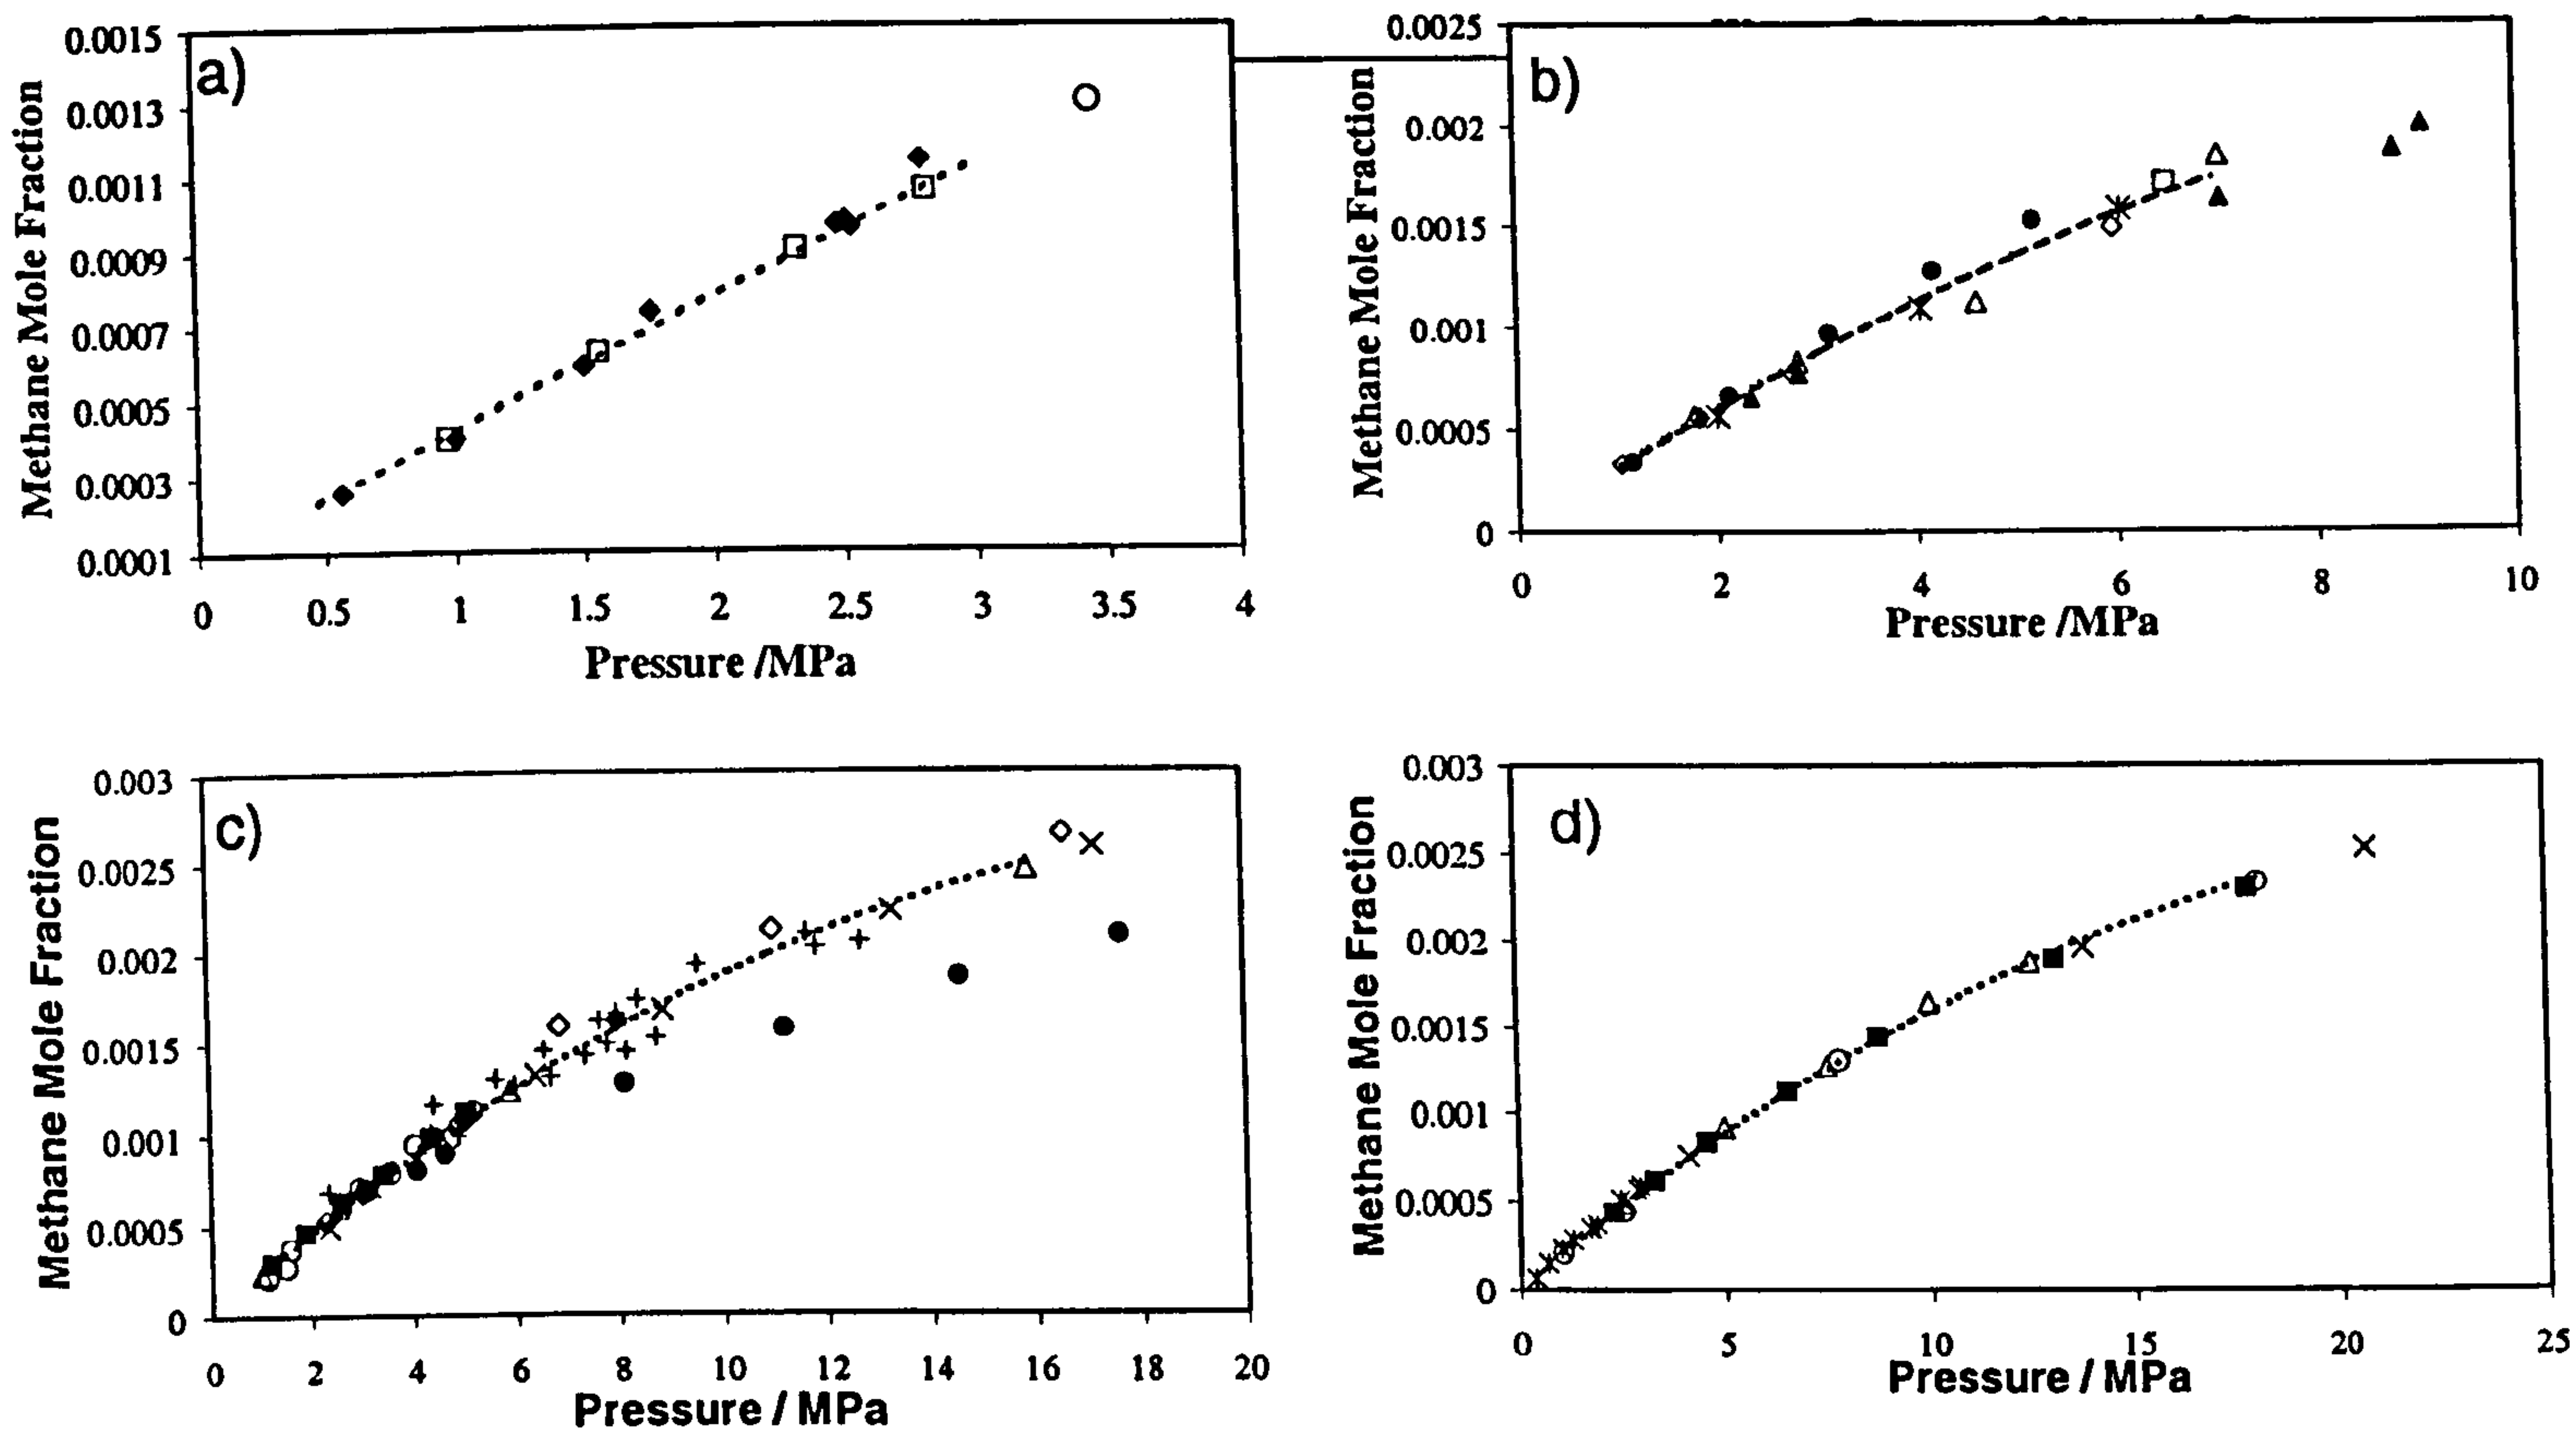 a)
Methane Mole Fraction
0.0015
0.0013
0.0011
0.0009
0.0007
0.0005
0.0003
0.0001
0 0.5 1 1.5 2 2.5 3 3.5 4
Pressure /MPa
b)
Methane Mole Fraction
0.0025
0.002
0.0015
0.001
0.0005
0
0 2 4 6 8 10
Pressure /MPa
c)
Methane Mole Fraction
0.003
0.0025
0.002
0.0015
0.001
0.0005
0
0 2 4 6 8 10 12 14 16 18 20
Pressure / MPa
d)
Methane Mole Fraction
0.003
0.0025
0.002
0.0015
0.001
0.0005
0
0 5 10 15 20 25
Pressure / MPa